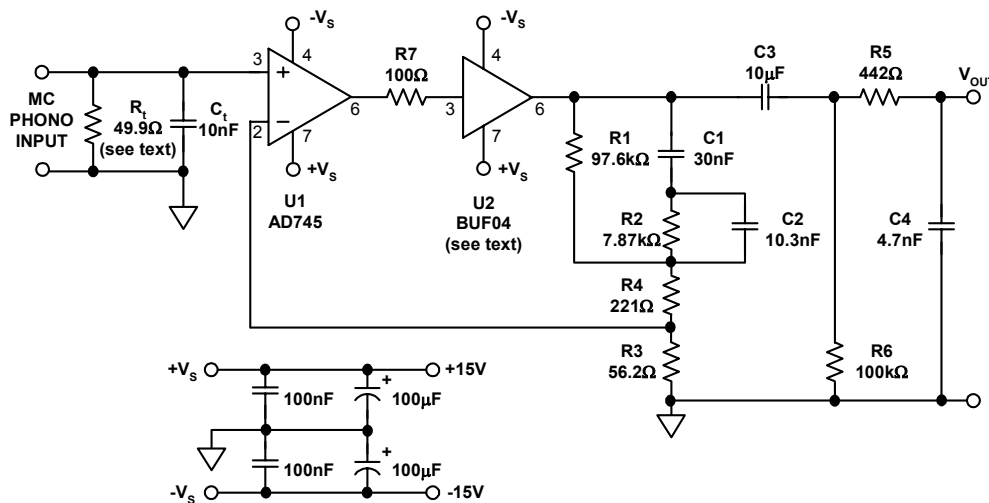 -VS
4
3
+
−
2
6
7
+VS
U1
AD745
MC
PHONO
INPUT
Rt
49.9Ω
(see text)
Ct
10nF
R7
100Ω
-VS
4
3
6
7
+VS
U2
BUF04
(see text)
R1
97.6kΩ
C1
30nF
R2
7.87kΩ
C2
10.3nF
R4
221Ω
R3
56.2Ω
C3
10μF
R5
442Ω
VOUT
C4
4.7nF
R6
100kΩ
+VS
+15V
100nF
+
100μF
100nF
+
100μF
-VS
-15V